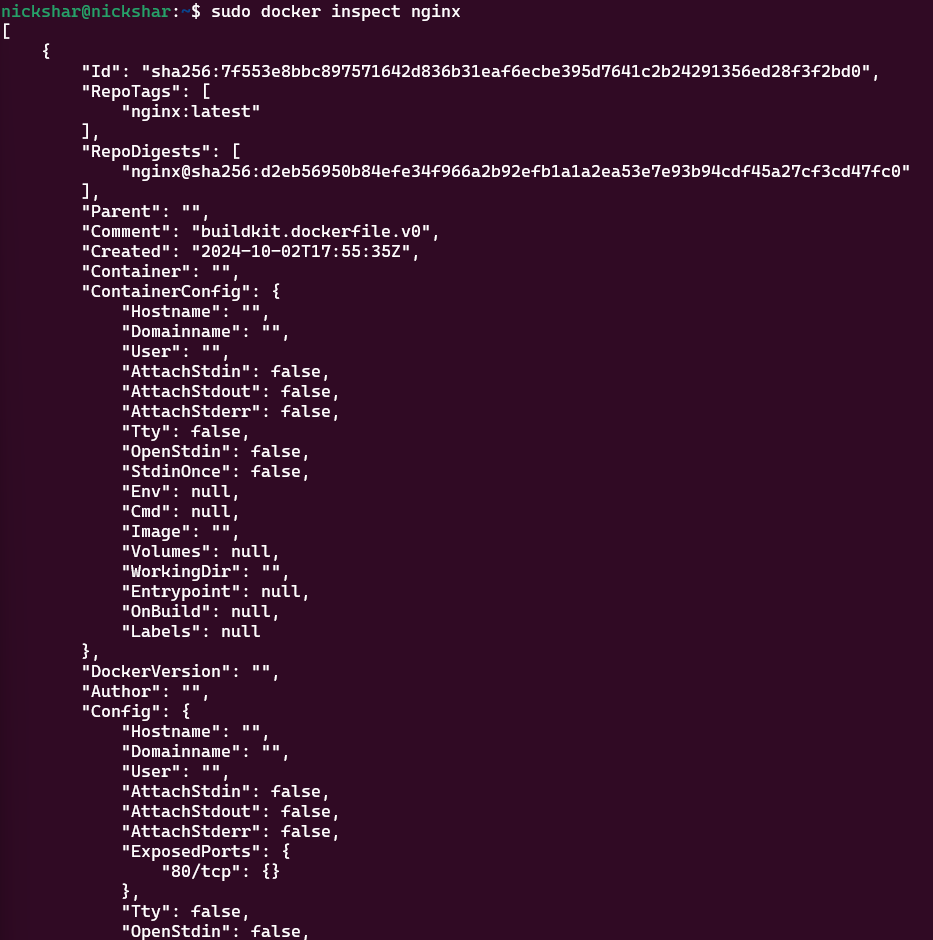 nickshar@nickshar:~$ sudo docker inspect nginx
[
    {
        "Id": "sha256:7f553e8bbc897571642d836b31eaf6ecbe395d7641c2b24291356ed28f3f2bd0",
        "RepoTags": [
            "nginx:latest"
        ],
        "RepoDigests": [
            "nginx@sha256:d2eb56950b84efe34f966a2b92efb1a1a2ea53e7e93b94cdf45a27cf3cd47fc0"
        ],
        "Parent": "",
        "Comment": "buildkit.dockerfile.v0",
        "Created": "2024-10-02T17:55:35Z",
        "Container": "",
        "ContainerConfig": {
            "Hostname": "",
            "Domainname": "",
            "User": "",
            "AttachStdin": false,
            "AttachStdout": false,
            "AttachStderr": false,
            "Tty": false,
            "OpenStdin": false,
            "StdinOnce": false,
            "Env": null,
            "Cmd": null,
            "Image": "",
            "Volumes": null,
            "WorkingDir": "",
            "Entrypoint": null,
            "OnBuild": null,
            "Labels": null
        },
        "DockerVersion": "",
        "Author": "",
        "Config": {
            "Hostname": "",
            "Domainname": "",
            "User": "",
            "AttachStdin": false,
            "AttachStdout": false,
            "AttachStderr": false,
            "ExposedPorts": {
                "80/tcp": {}
            },
            "Tty": false,
            "OpenStdin": false,